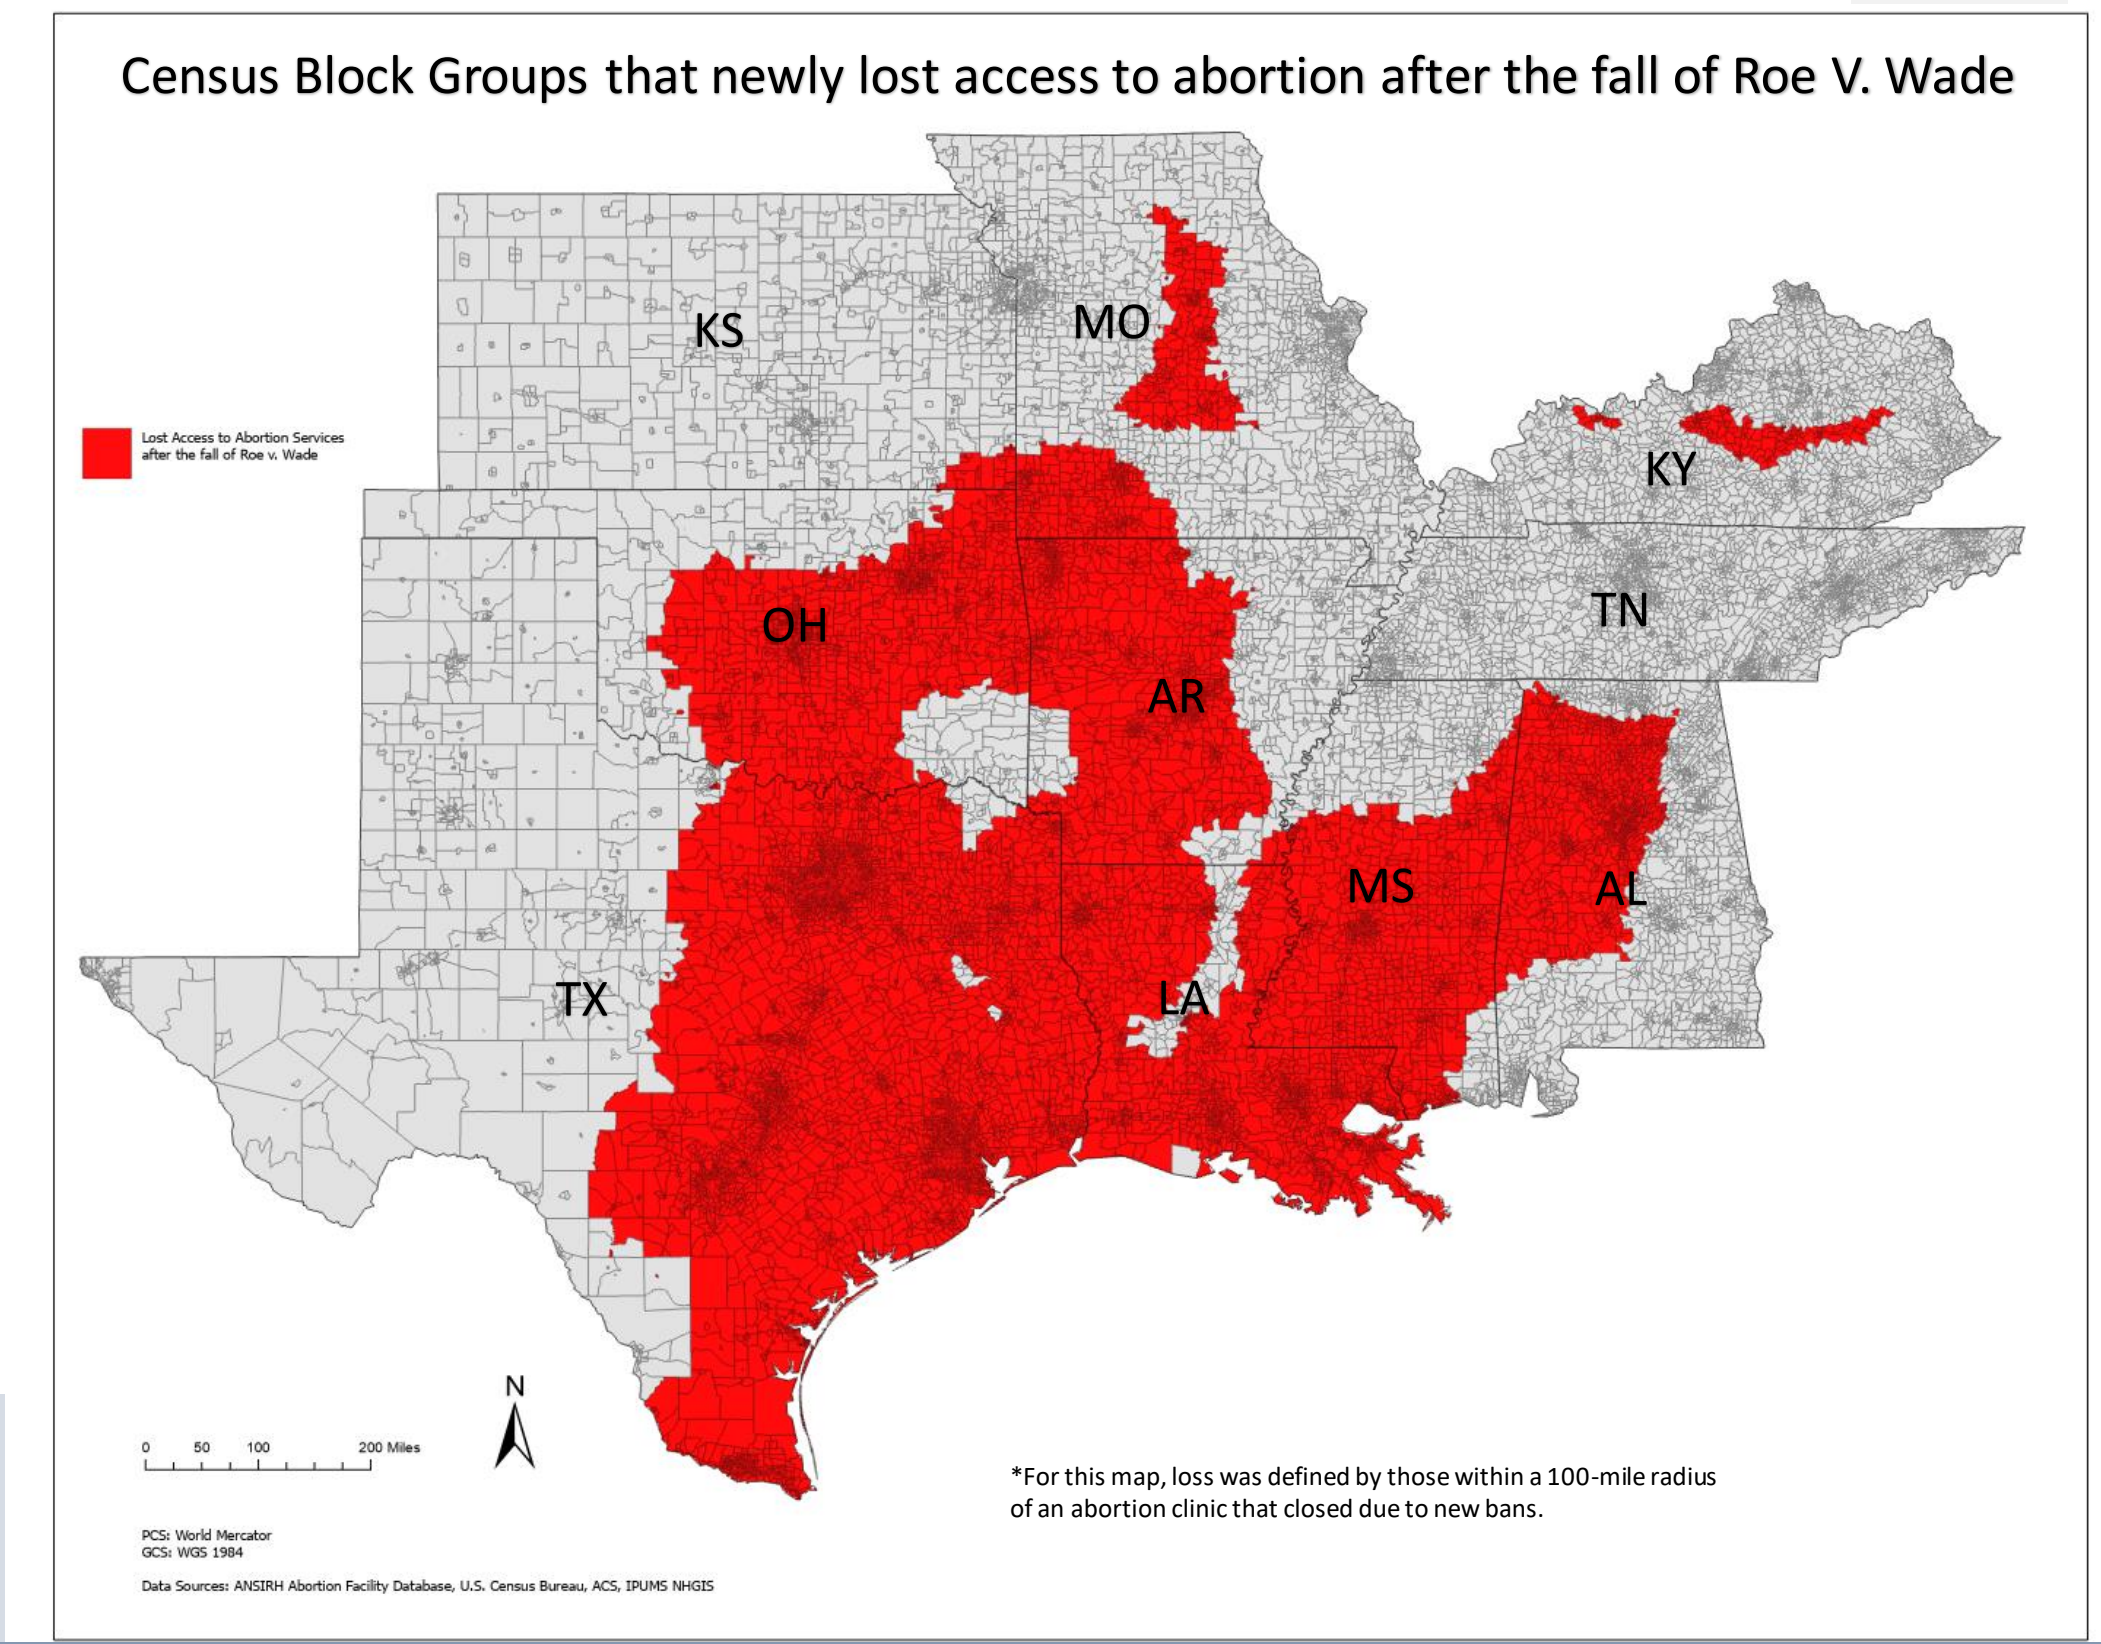 Census Block Groups that newly lost access to abortion after the fall of Roe V. Wade
KS
MO
Lost Access to Abortion Services
after the fall of Roe v. Wade
KY
OH
TN
AR
MS
AL
TX
LA
N
0 50 100 200 Miles
*For this map, loss was defined by those within a 100-mile radius
of an abortion clinic that closed due to new bans.
PCS: World Mercator
GCS: WGS 1984
Data Sources: ANSIRH Abortion Facility Database, U.S. Census Bureau, ACS, IPUMS NHGIS